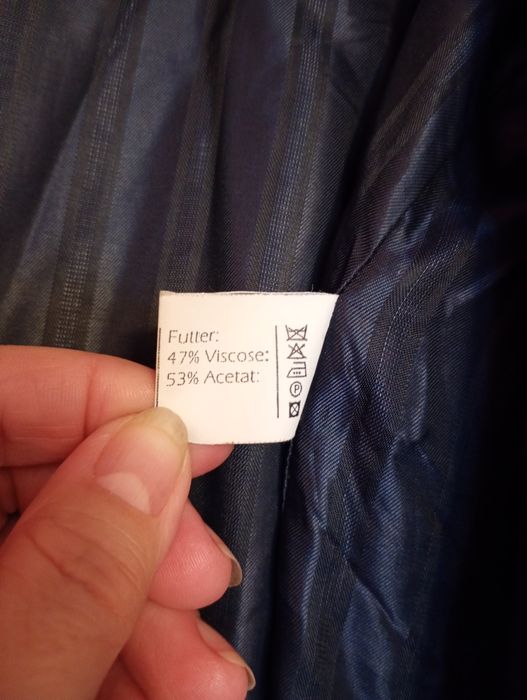 Futter:
47% Viscose:
53% Acetat:
P